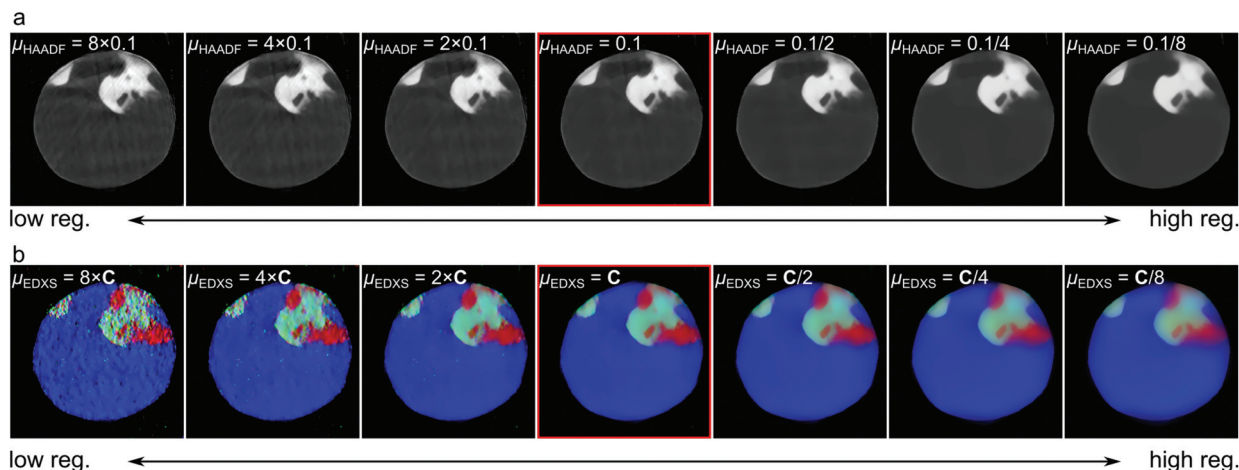 a
μHAADF = 8×0.1 μHAADF = 4×0.1 μHAADF = 2×0.1 μHAADF = 0.1 μHAADF = 0.1/2 μHAADF = 0.1/4 μHAADF = 0.1/8
low reg. high reg.
b
μEDXS = 8×C μEDXS = 4×C μEDXS = 2×C μEDXS = C μEDXS = C/2 μEDXS = C/4 μEDXS = C/8
low reg. high reg.